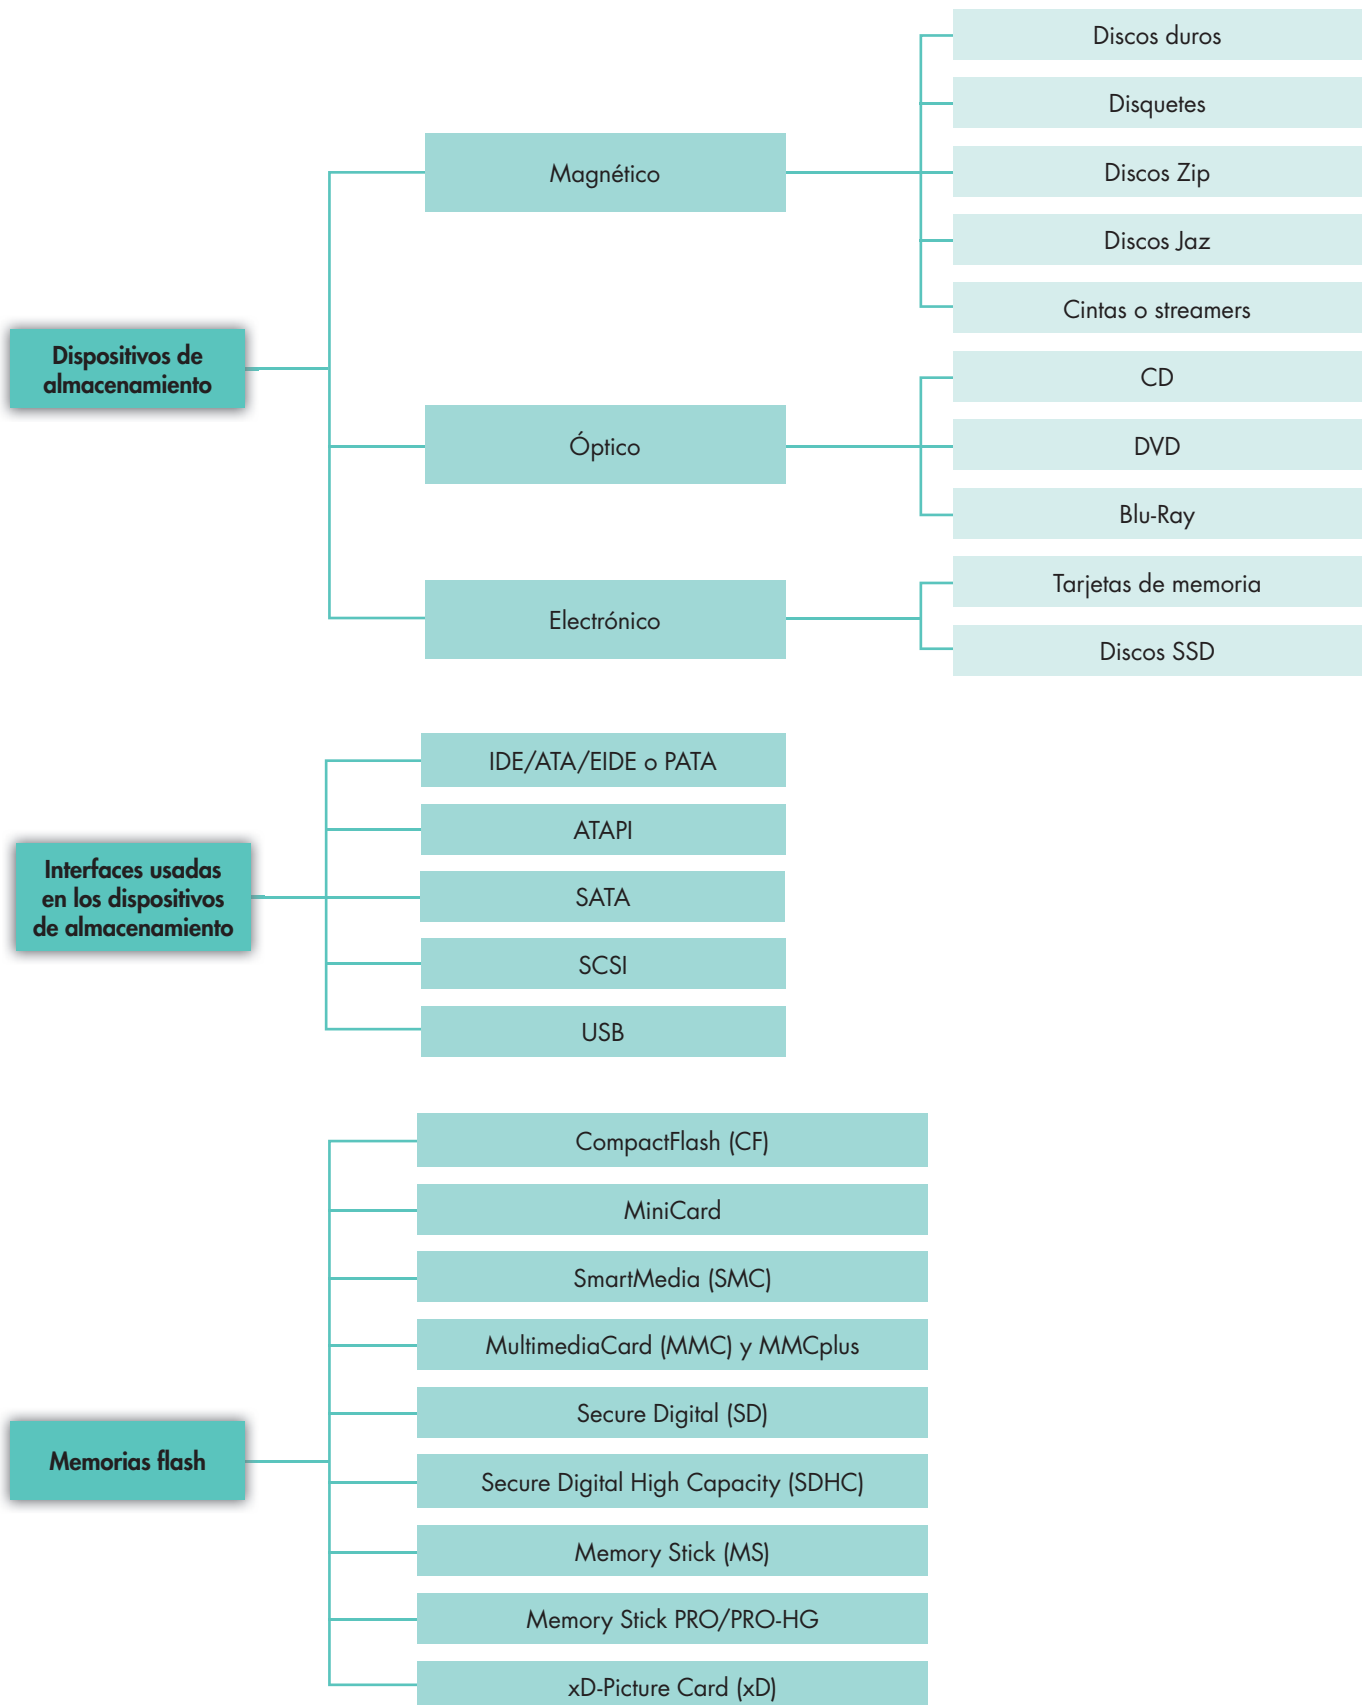 Dispositivos de
almacenamiento
Magnético
Discos duros
Disquetes
Discos Zip
Discos Jaz
Cintas o streamers
Óptico
CD
DVD
Blu-Ray
Electrónico
Tarjetas de memoria
Discos SSD
Interfaces usadas
en los dispositivos
de almacenamiento
IDE/ATA/EIDE o PATA
ATAPI
SATA
SCSI
USB
Memorias flash
CompactFlash (CF)
MiniCard
SmartMedia (SMC)
MultimediaCard (MMC) y MMCplus
Secure Digital (SD)
Secure Digital High Capacity (SDHC)
Memory Stick (MS)
Memory Stick PRO/PRO-HG
xD-Picture Card (xD)